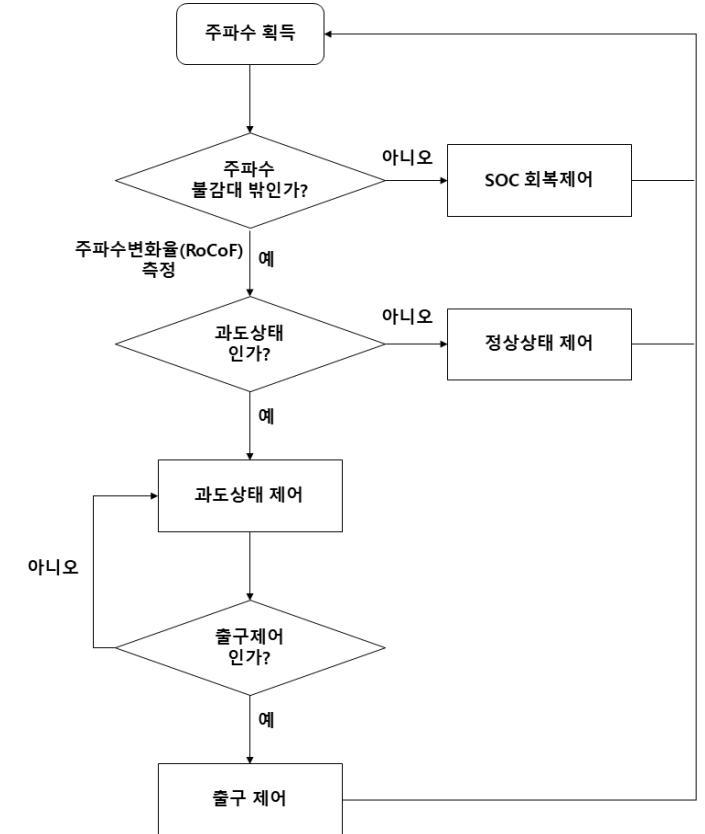 주파수 획득
주파수
불감대 밖인가?
아니오
SOC 회복제어
주파수변화율(RoCoF)
측정
예
과도상태
인가?
아니오
정상상태 제어
예
과도상태 제어
아니오
출구제어
인가?
예
출구 제어